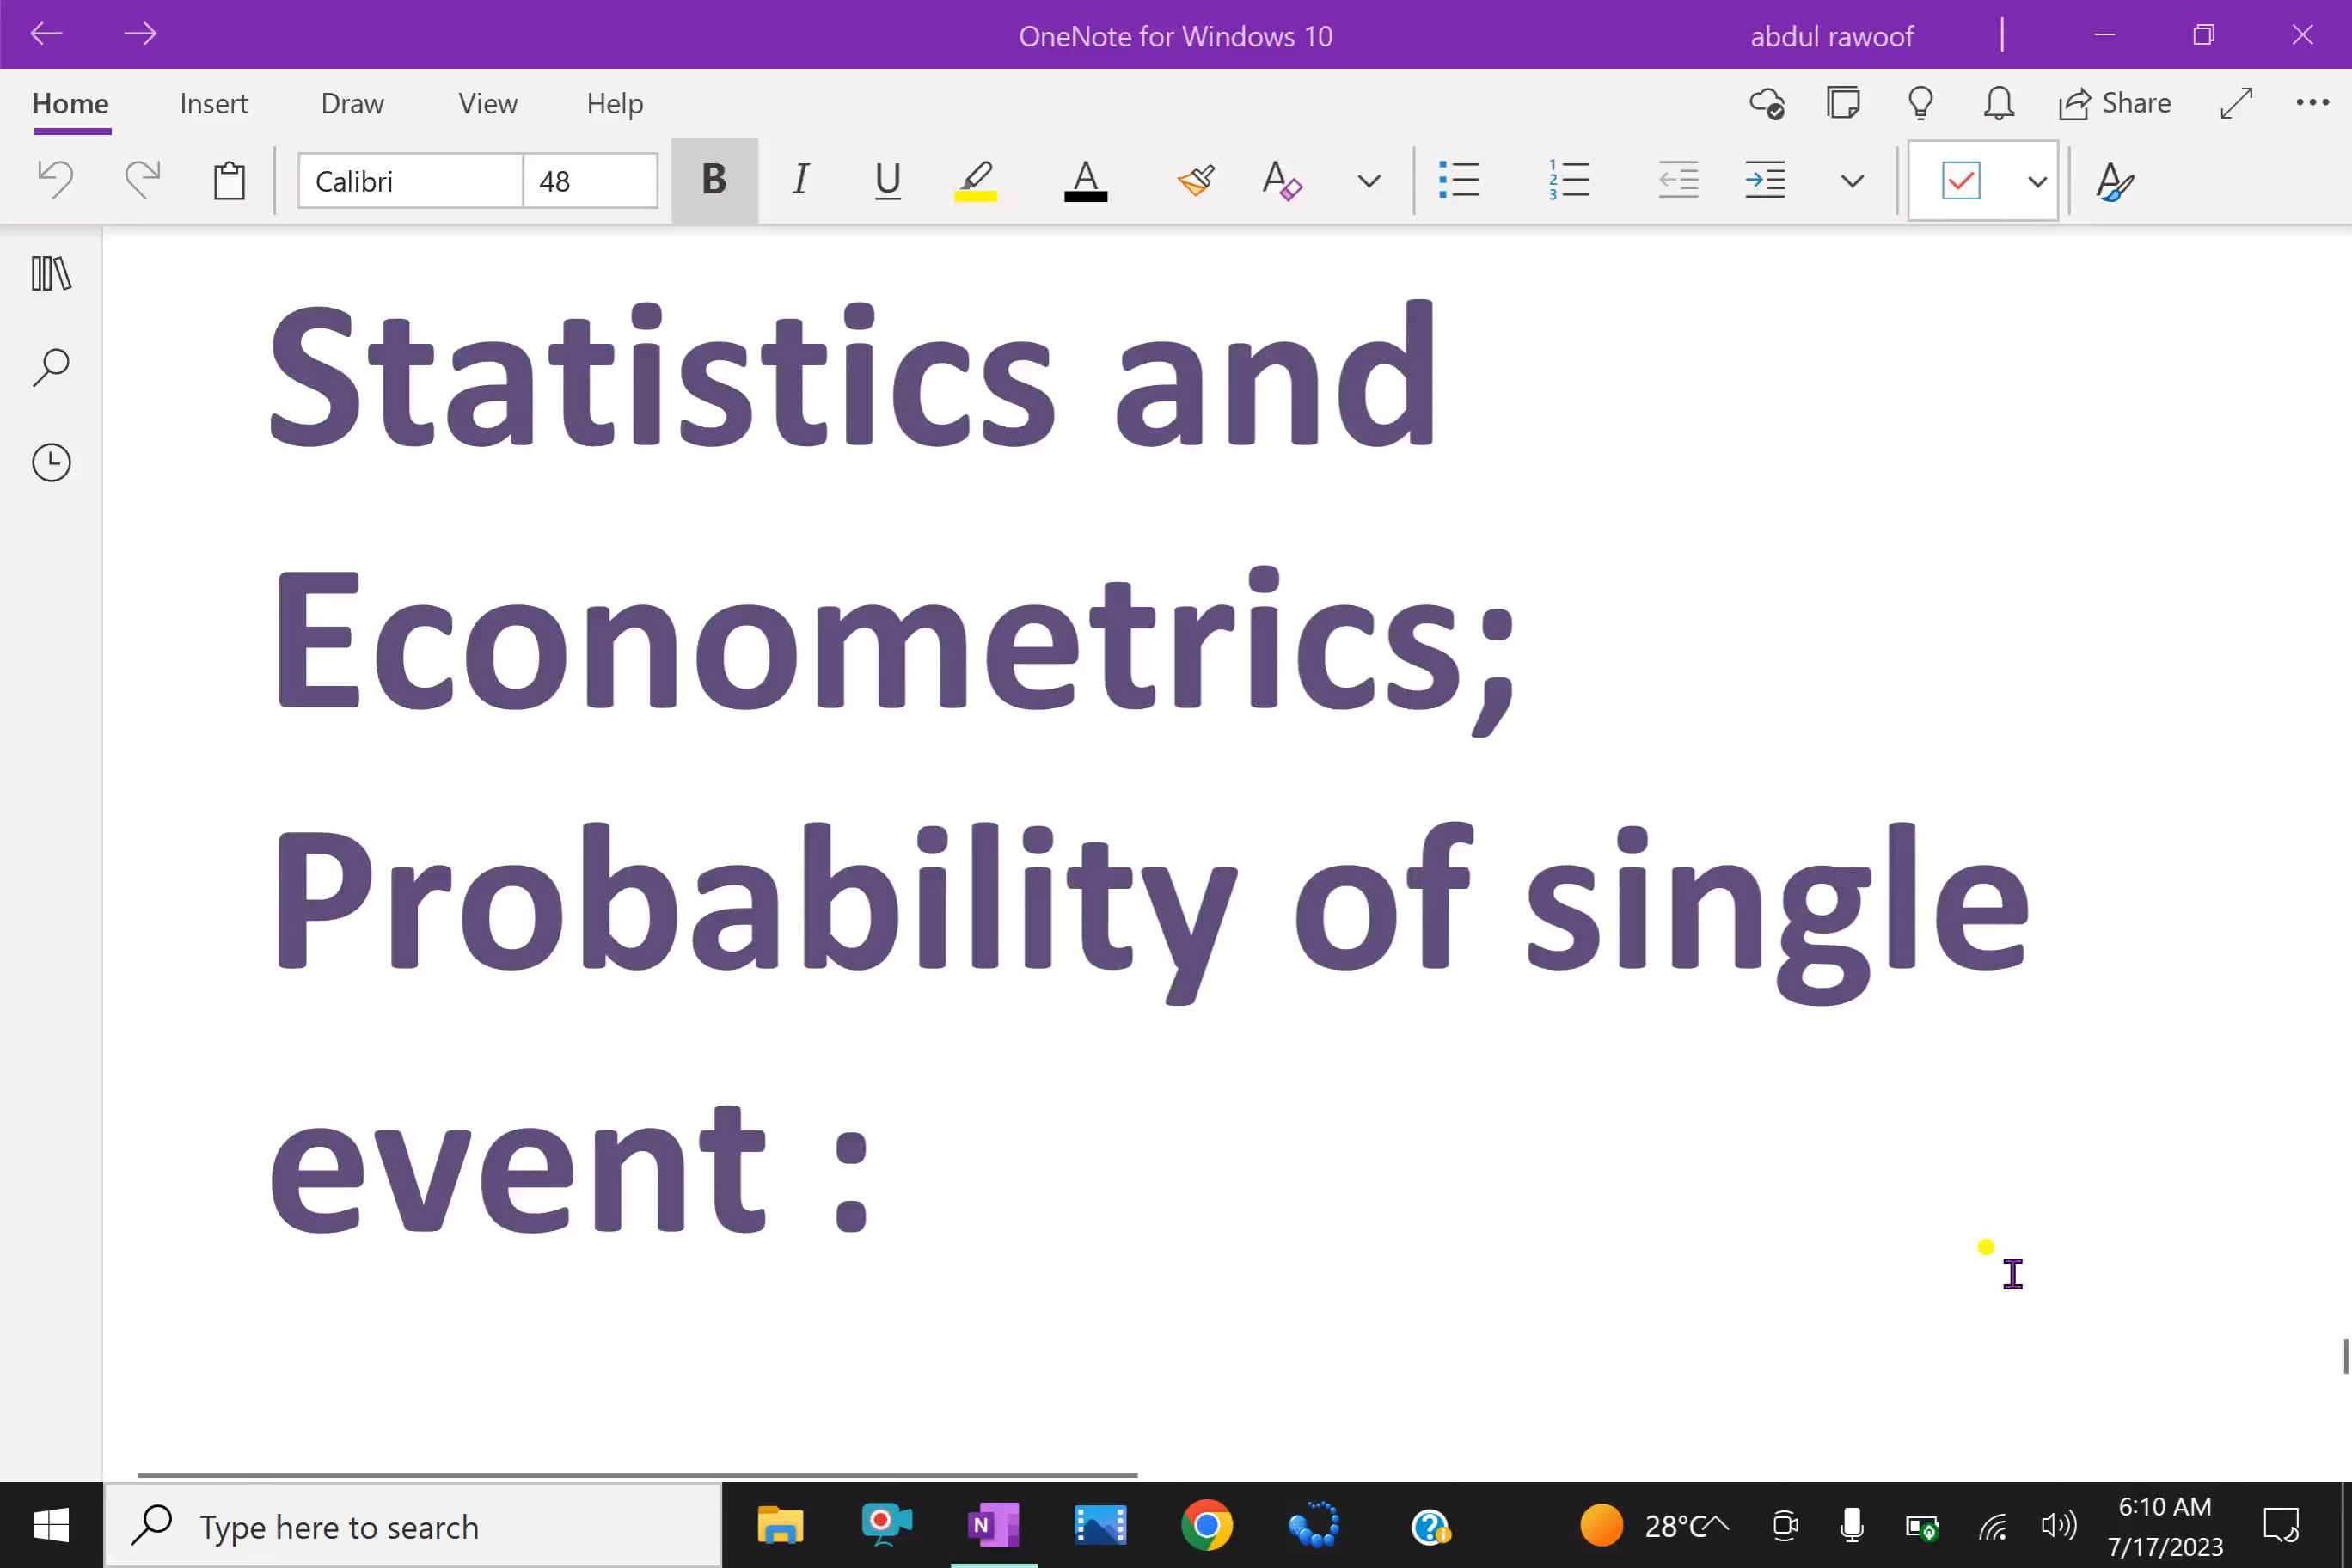 OneNote for Windows 10
abdul rawoof
Home Insert Draw View Help
Share
Calibri 48 B I U A A A
Statistics and
Econometrics;
Probability of single
event :
Type here to search
N
28°C
6:10 AM
7/17/2023